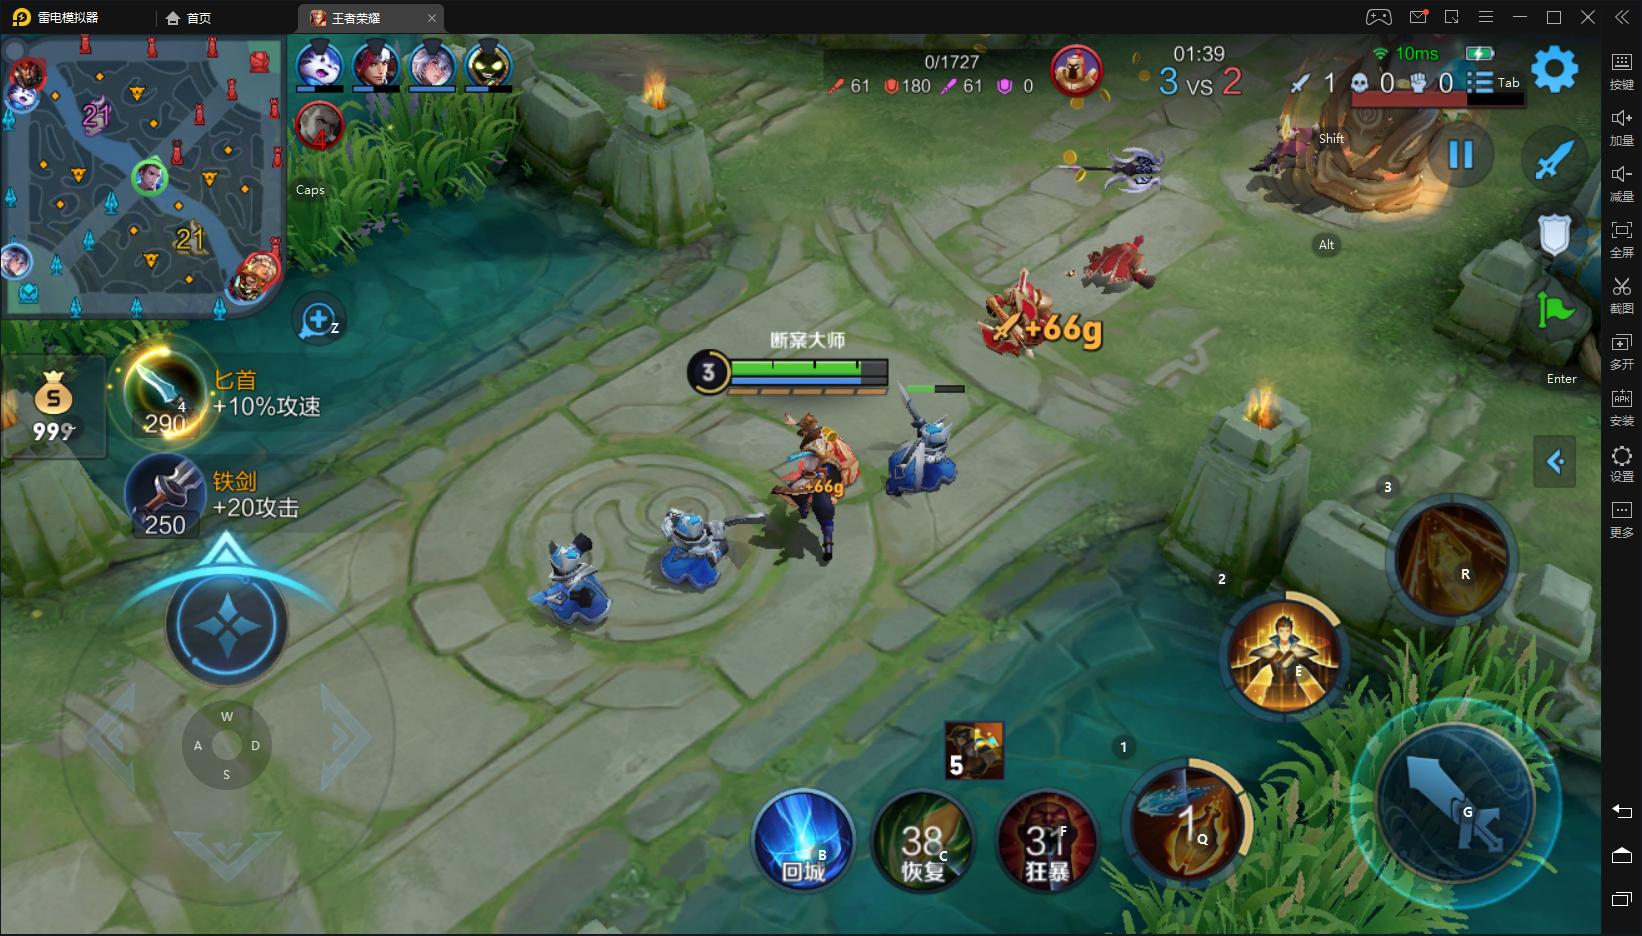 雷电模拟器
首页
王者荣耀
0/1727
61
180
61
0
01:39
3 VS 2
10ms
1
0
0
Tab
Shift
Caps
4
21
21
Alt
Z
Enter
+66g
断案大师
3
+66g
999
匕首
+10%攻速
4
290
铁剑
+20攻击
250
W
A
D
S
5
回城
B
38
恢复
C
31
狂暴
F
1
1
Q
2
E
3
R
G
按键
加量
减量
全屏
截图
多开
APK
安装
设置
更多